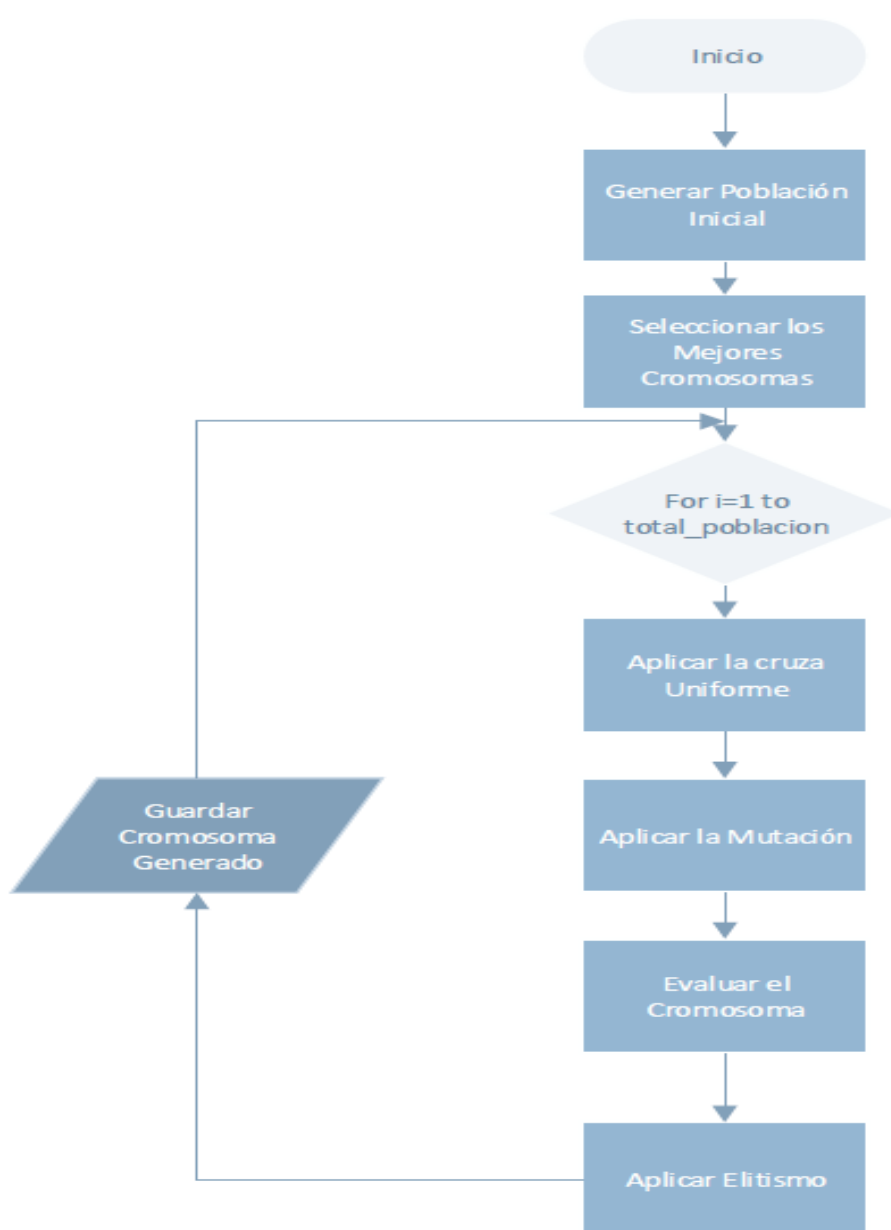 Inicio
Generar Población
Inicial
Seleccionar los
Mejores
Cromosomas
For i=1 to
total_poblacion
Aplicar la cruza
Uniforme
Aplicar la Mutación
Guardar
Cromosoma
Generado
Evaluar el
Cromosoma
Aplicar Elitismo